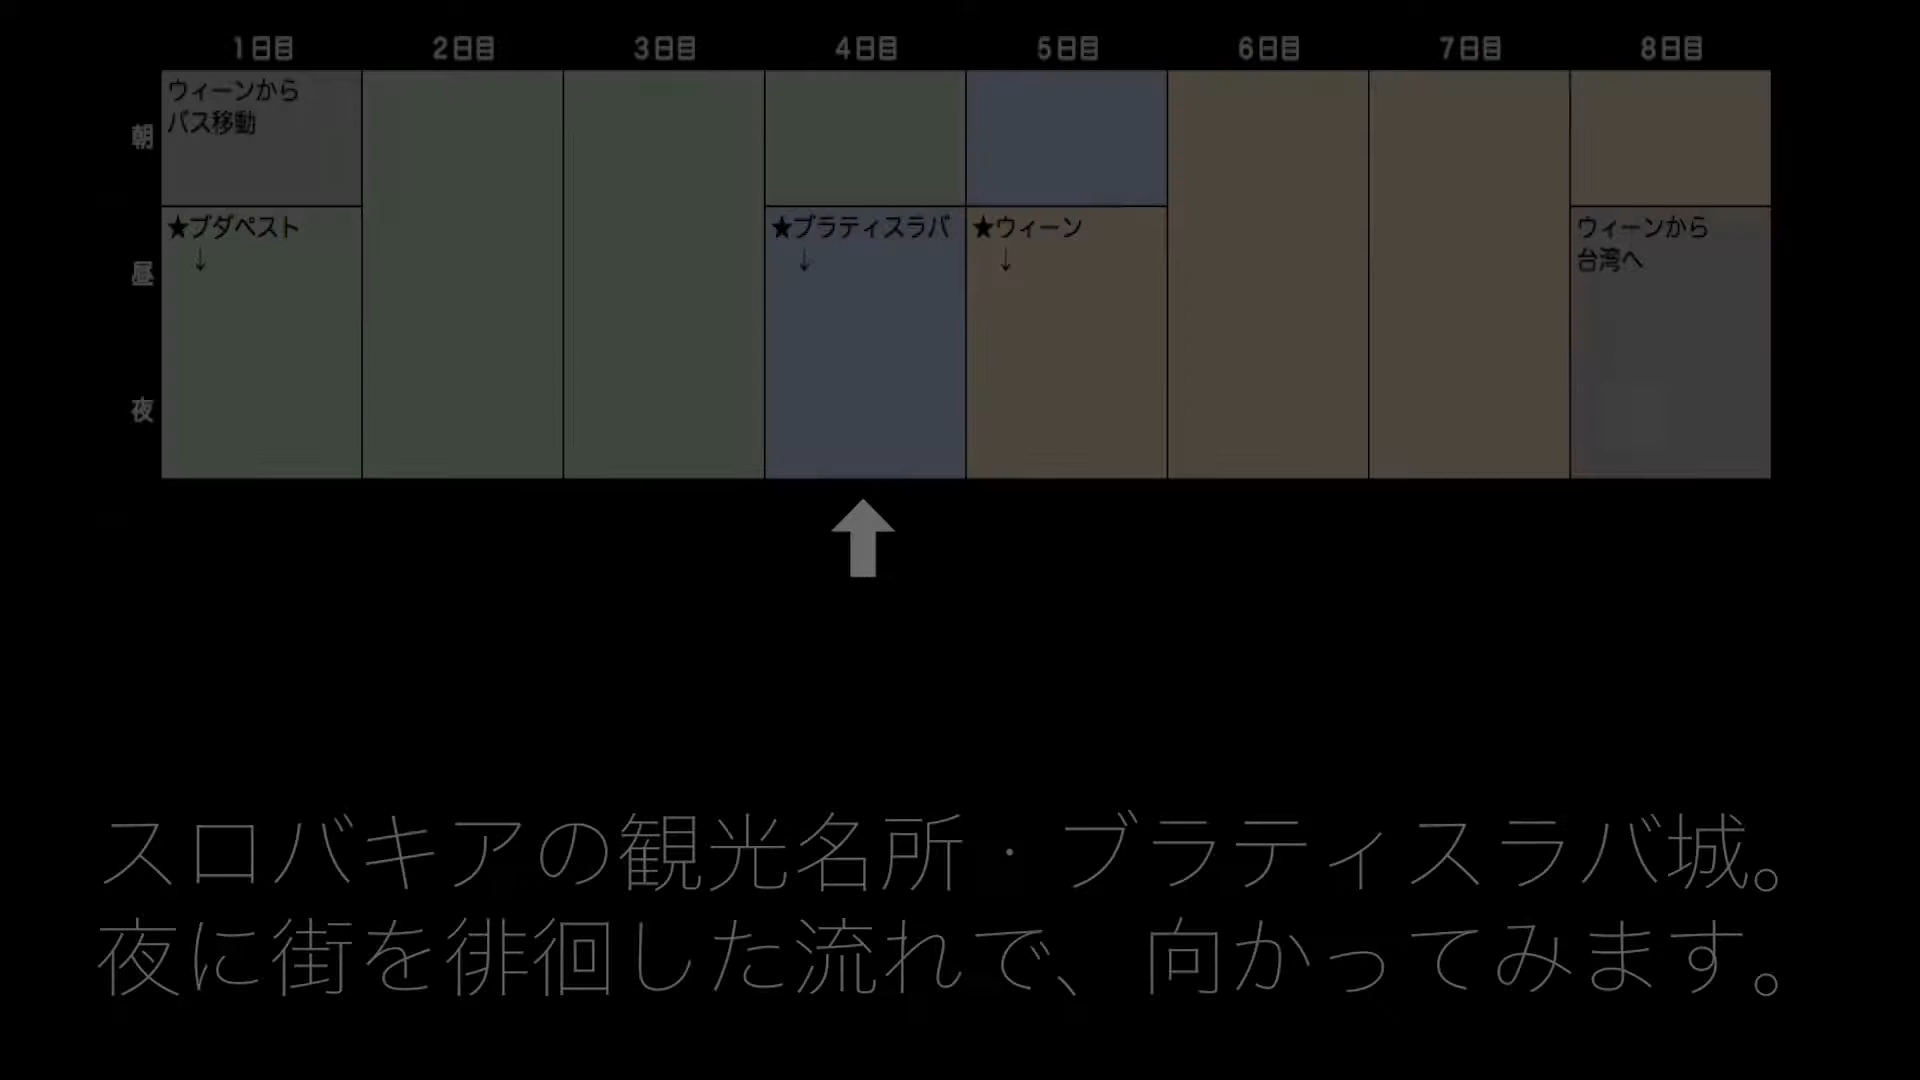 1日目 2日目 3日目 4日目 5日目 6日目 7日目 8日目
朝
ウィーンから
バス移動
昼
★ブダペスト
↓
★ブラティスラバ
↓
★ウィーン
↓
ウィーンから
台湾へ
夜
スロバキアの観光名所・ブラティスラバ城。
夜に街を徘徊した流れで、向かってみます。